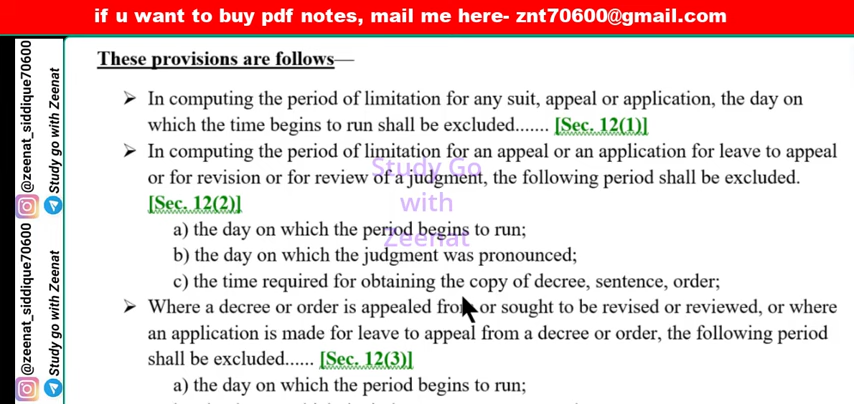 if u want to buy pdf notes, mail me here- znt70600@gmail.com
These provisions are follows—
➤ In computing the period of limitation for any suit, appeal or application, the day on
which the time begins to run shall be excluded....... [Sec. 12(1)]
➤ In computing the period of limitation for an appeal or an application for leave to appeal
or for revision or for review of a judgment, the following period shall be excluded.
[Sec. 12(2)]
a) the day on which the period begins to run;
b) the day on which the judgment was pronounced;
c) the time required for obtaining the copy of decree, sentence, order;
➤ Where a decree or order is appealed from or sought to be revised or reviewed, or where
an application is made for leave to appeal from a decree or order, the following period
shall be excluded...... [Sec. 12(3)]
a) the day on which the period begins to run;
Study Go
with
Zeenat
@zeenat_siddique70600
Study go with Zeenat
@zeenat_siddique70600
Study go with Zeenat